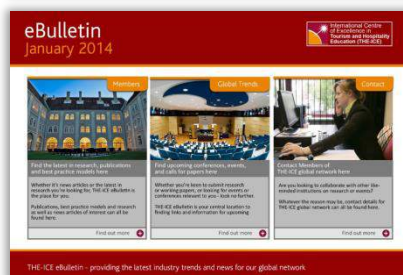 eBulletin
January 2014
International Centre
of Excellence in
Tourism and Hospitality
Education (THE-ICE)
Members
Global Trends
Contact
Find the latest in research, publications
and best practice models here
Find upcoming conferences, events,
and calls for papers here
Contact Members of
THE-ICE global network here
Whether it's news articles or the latest in
research you're looking for, THE-ICE eBulletin is
the place for you.
Publications, best practice models and research
as well as news articles of interest can all be
found here.
Whether you're keen to submit research
or working papers, or looking for events or
conferences relevant to you - look no further.
THE-ICE eBulletin is your central location to
finding links and information for upcoming
Are you looking to collaborate with other like-
minded institutions on research or events?
Whatever the reason may be, contact details for
THE-ICE global network can all be found here.
Find out more
Find out more
Find out more
THE-ICE eBulletin - providing the latest industry trends and news for our global network